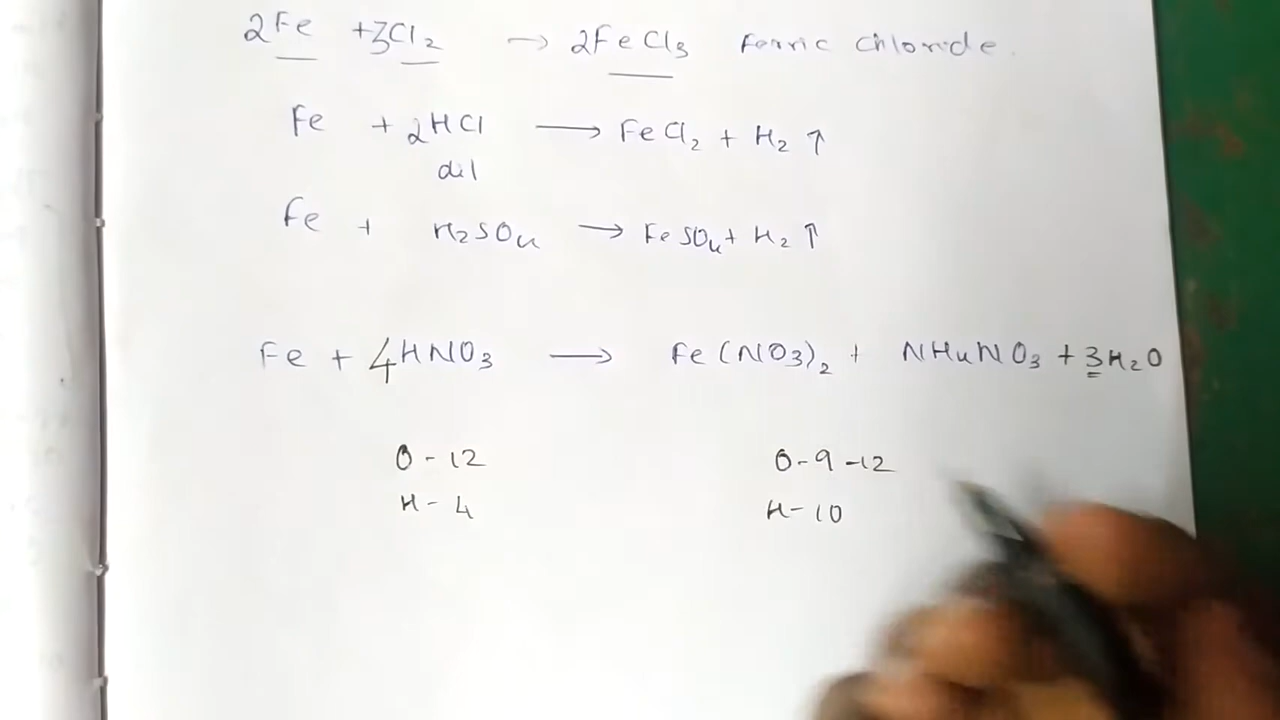 2Fe + 3Cl2 → 2FeCl3 Ferric Chloride.
Fe + 2HCl → FeCl2 + H2 ↑
dil
Fe + H2SO4 → FeSO4 + H2 ↑
Fe + 4HNO3 → Fe(NO3)2 + NH4NO3 + 3H2O
O - 12 O - 9 - 12
H - 4 H - 10